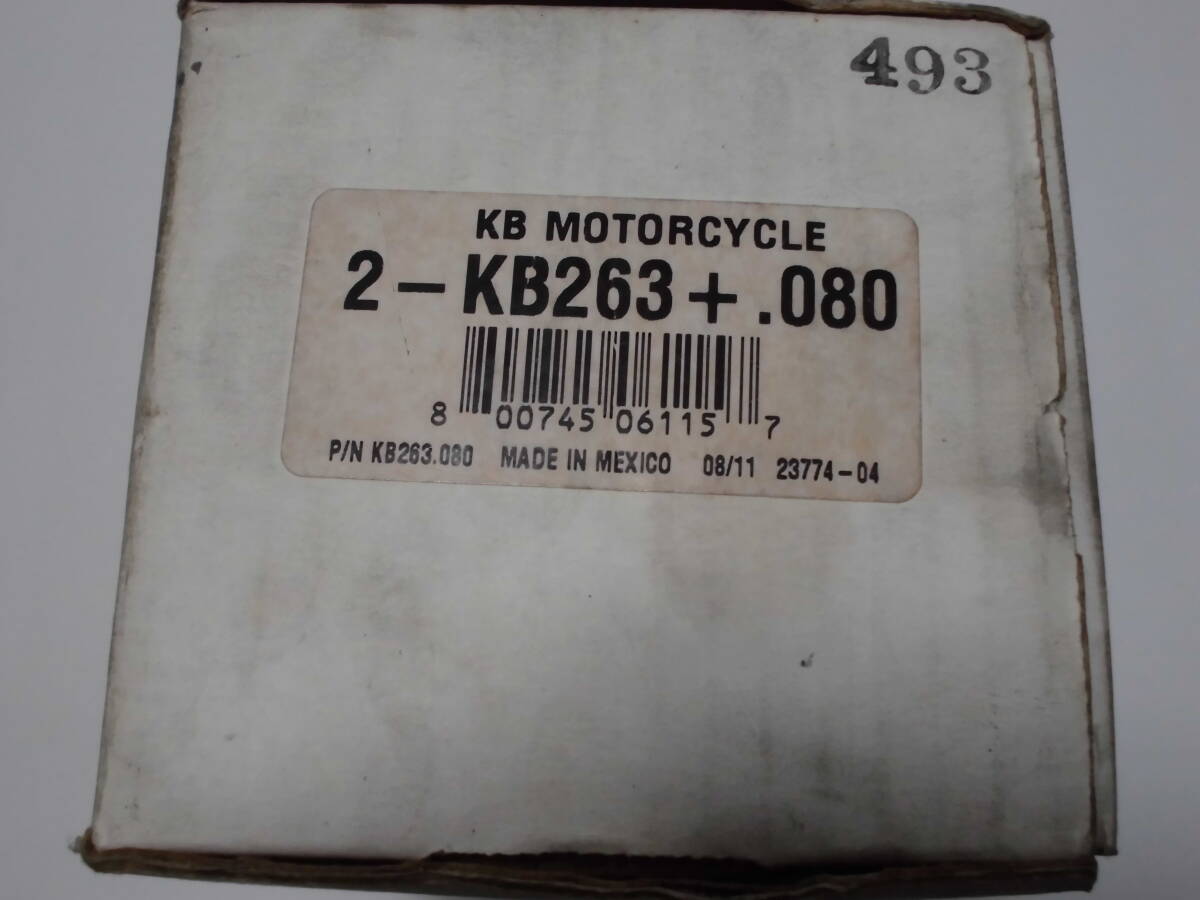 493
KB MOTORCYCLE
2-KB263+.080
8 00745 06115 7
P/N KB263.080 MADE IN MEXICO 08/11 23774-04